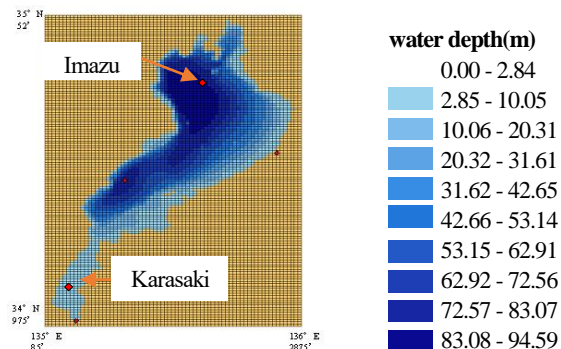 35° N
52'
Imazu
Karasaki
34° N
975'
135° E
85'
136° E
2875'
water depth(m)
0.00 - 2.84
2.85 - 10.05
10.06 - 20.31
20.32 - 31.61
31.62 - 42.65
42.66 - 53.14
53.15 - 62.91
62.92 - 72.56
72.57 - 83.07
83.08 - 94.59